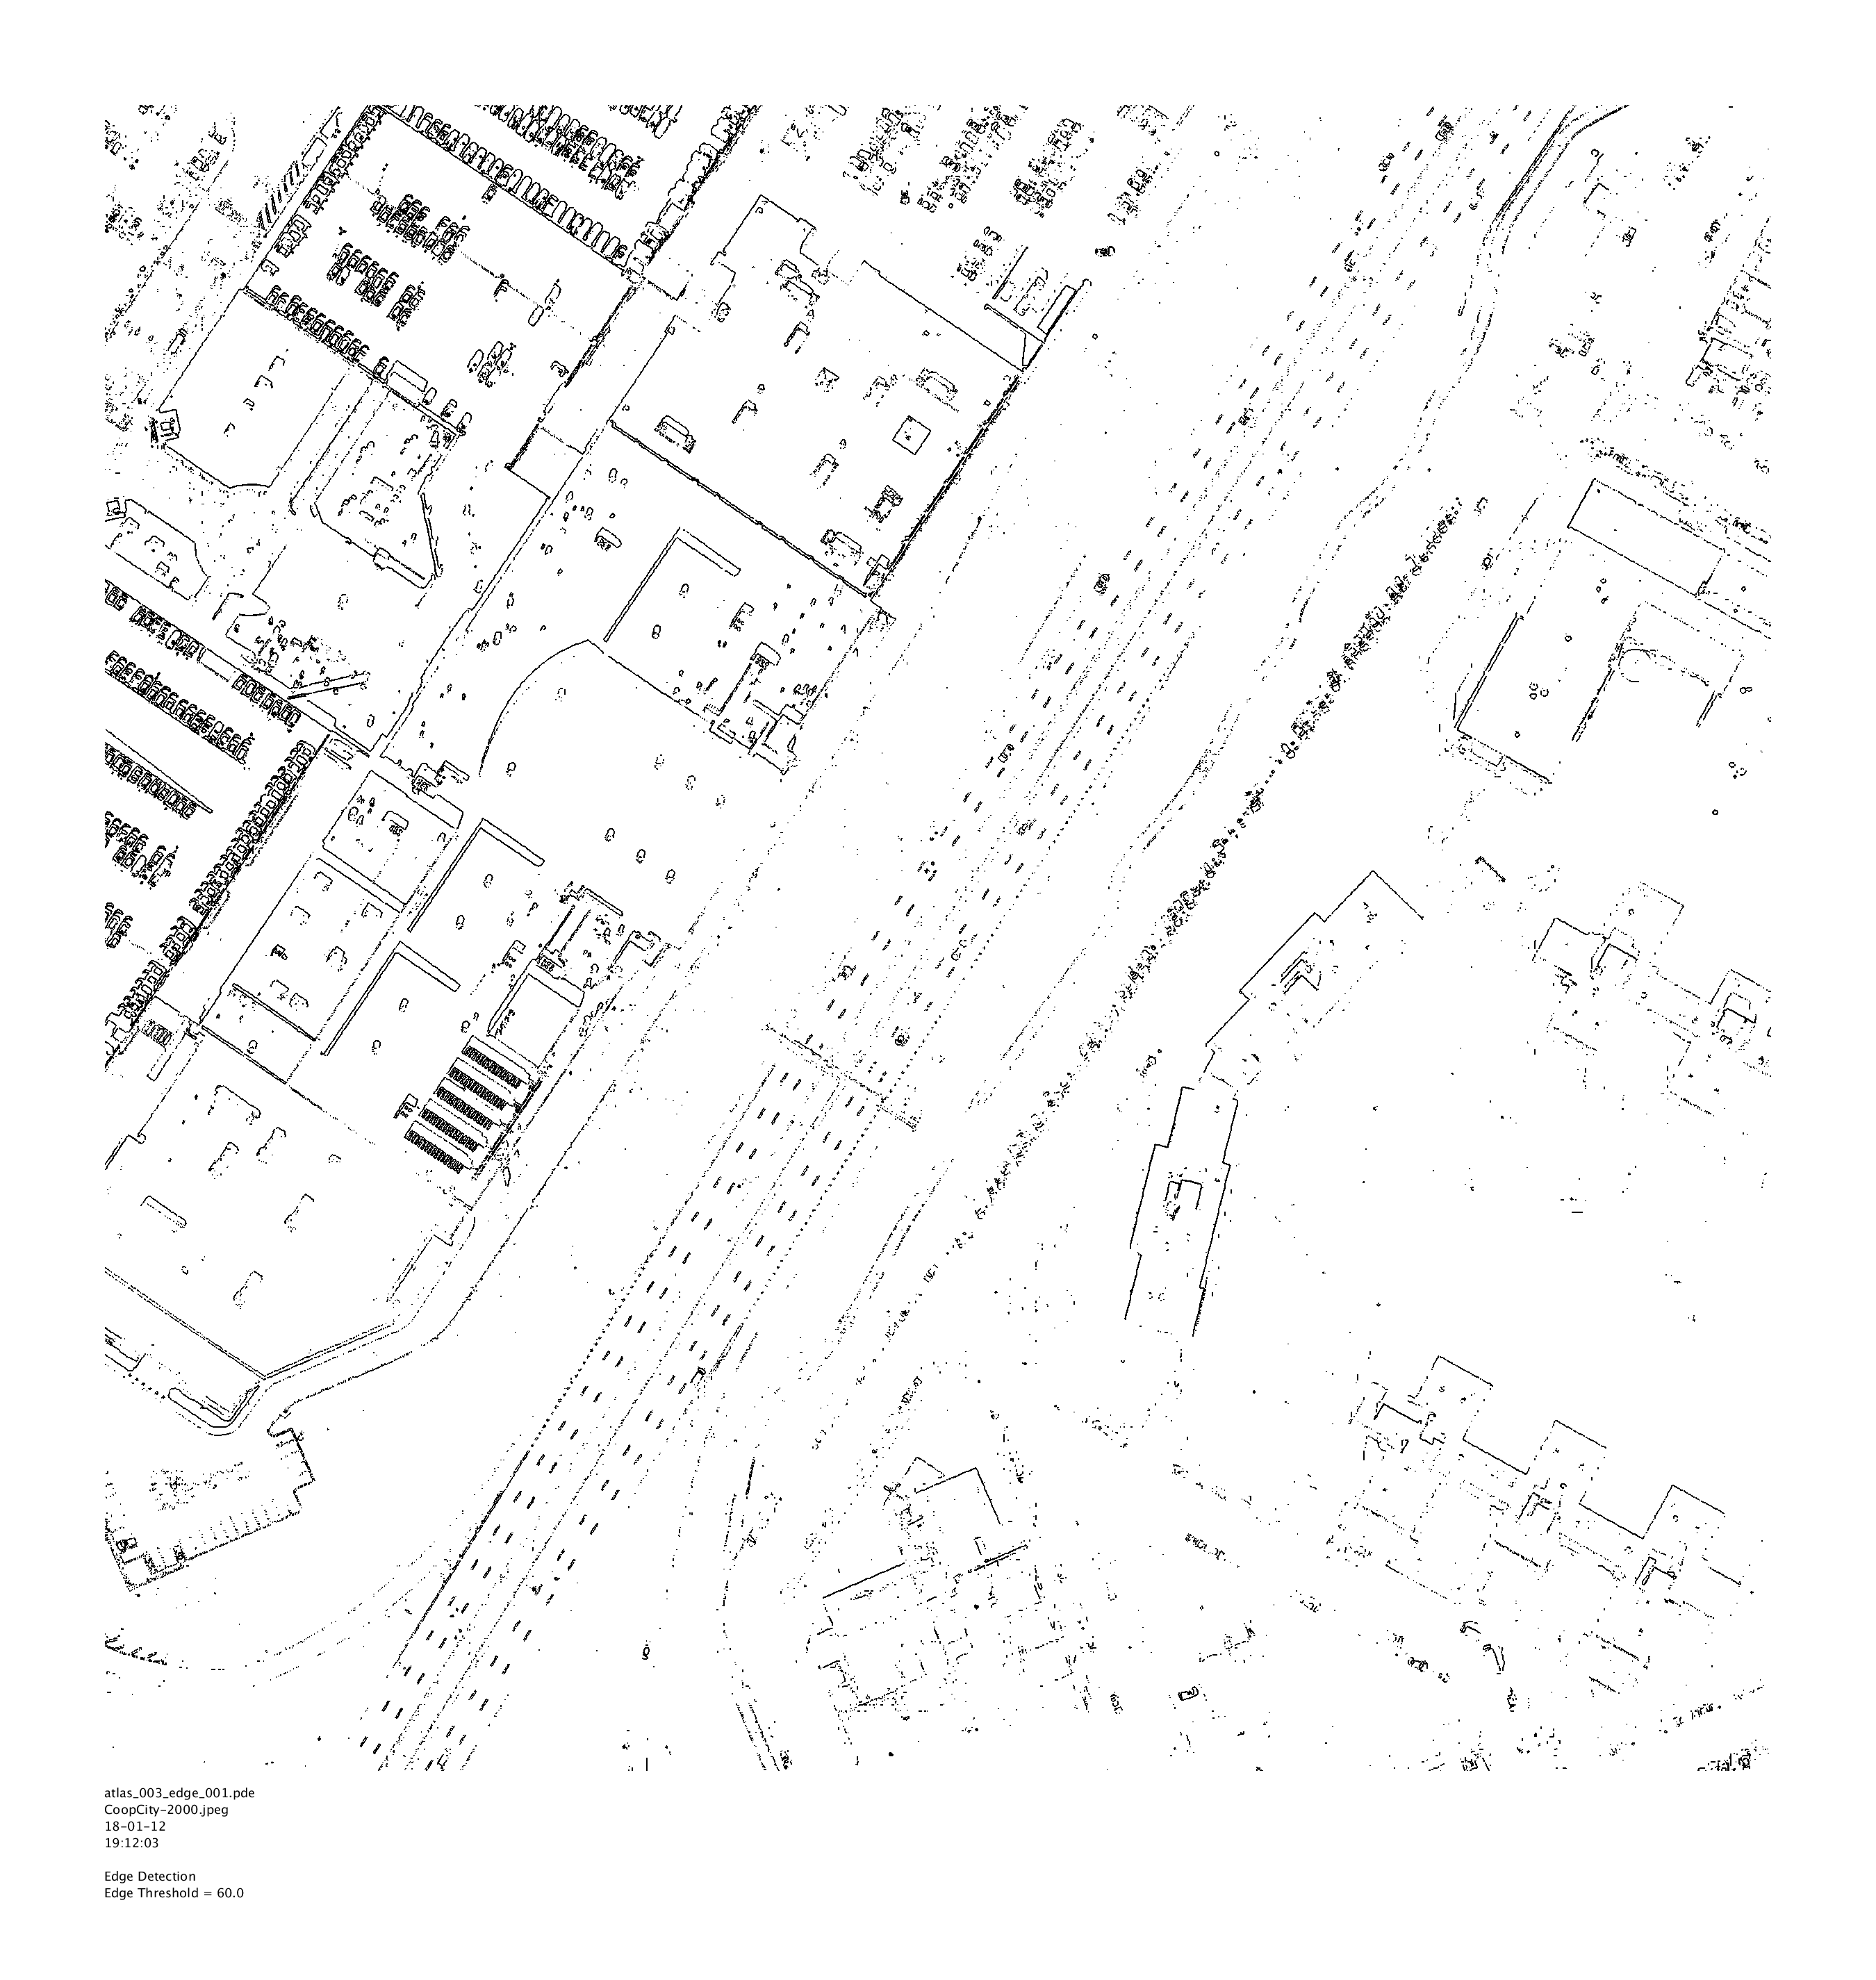 atlas_003_edge_001.pde
CoopCity-2000.jpeg
18-01-12
19:12:03
Edge Detection
Edge Threshold = 60.0